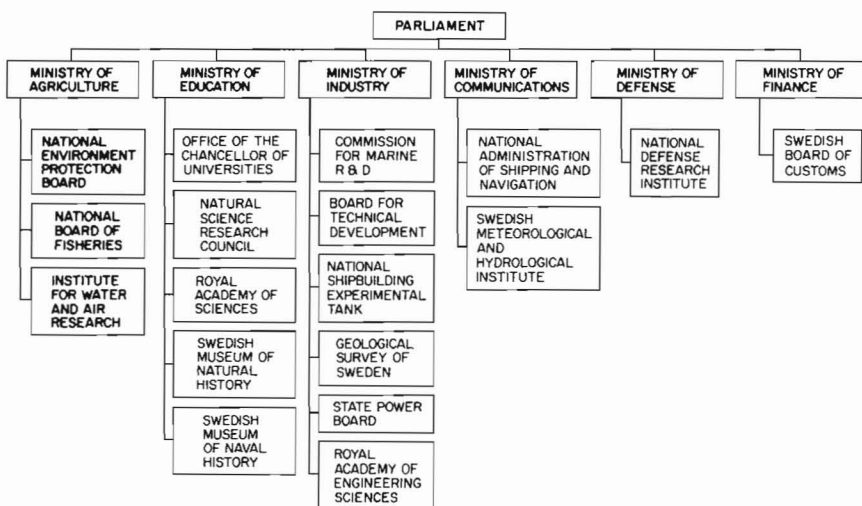 PARLIAMENT
MINISTRY OF
AGRICULTURE
MINISTRY OF
EDUCATION
MINISTRY OF
INDUSTRY
MINISTRY OF
COMMUNICATIONS
MINISTRY OF
DEFENSE
MINISTRY OF
FINANCE
NATIONAL
ENVIRONMENT
PROTECTION
BOARD
NATIONAL
BOARD OF
FISHERIES
INSTITUTE
FOR WATER
AND AIR
RESEARCH
OFFICE OF THE
CHANCELLOR OF
UNIVERSITIES
NATURAL
SCIENCE
RESEARCH
COUNCIL
ROYAL
ACADEMY OF
SCIENCES
SWEDISH
MUSEUM OF
NATURAL
HISTORY
SWEDISH
MUSEUM
OF NAVAL
HISTORY
COMMISSION
FOR MARINE
R & D
BOARD FOR
TECHNICAL
DEVELOPMENT
NATIONAL
SHIPBUILDING
EXPERIMENTAL
TANK
GEOLOGICAL
SURVEY OF
SWEDEN
STATE POWER
BOARD
ROYAL
ACADEMY OF
ENGINEERING
SCIENCES
NATIONAL
ADMINISTRATION
OF SHIPPING AND
NAVIGATION
SWEDISH
METEOROLOGICAL
AND
HYDROLOGICAL
INSTITUTE
NATIONAL
DEFENSE
RESEARCH
INSTITUTE
SWEDISH
BOARD OF
CUSTOMS